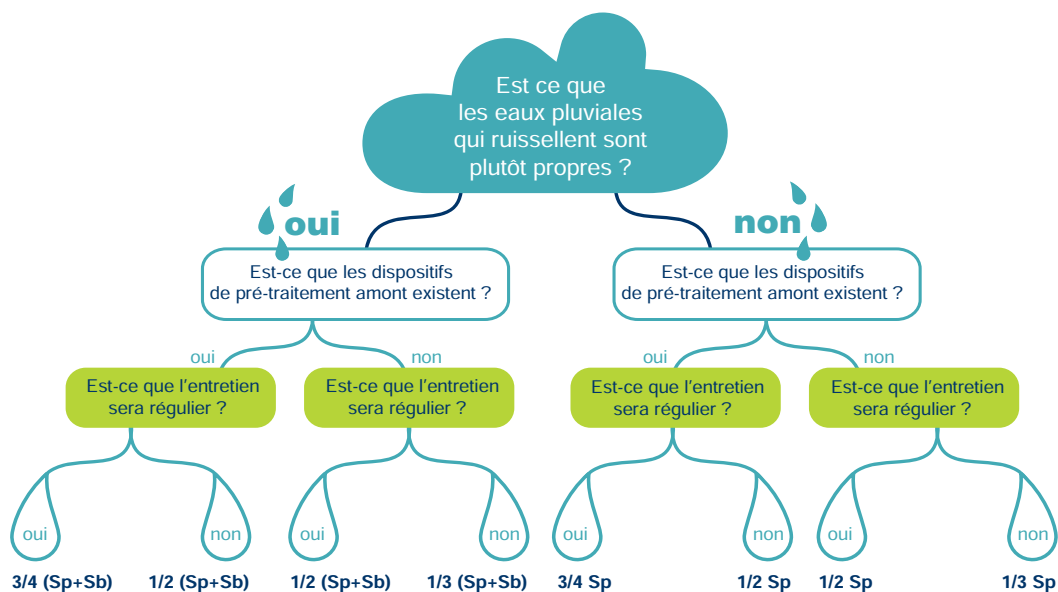 Est ce que
les eaux pluviales
qui ruissellent sont
plutôt propres ?
oui
non
Est-ce que les dispositifs
de pré-traitement amont existent ?
Est-ce que les dispositifs
de pré-traitement amont existent ?
oui
non
oui
non
Est-ce que l'entretien
sera régulier ?
Est-ce que l'entretien
sera régulier ?
Est-ce que l'entretien
sera régulier ?
Est-ce que l'entretien
sera régulier ?
oui
non
oui
non
oui
non
oui
non
3/4 (Sp+Sb)
1/2 (Sp+Sb)
1/2 (Sp+Sb)
1/3 (Sp+Sb)
3/4 Sp
1/2 Sp
1/2 Sp
1/3 Sp